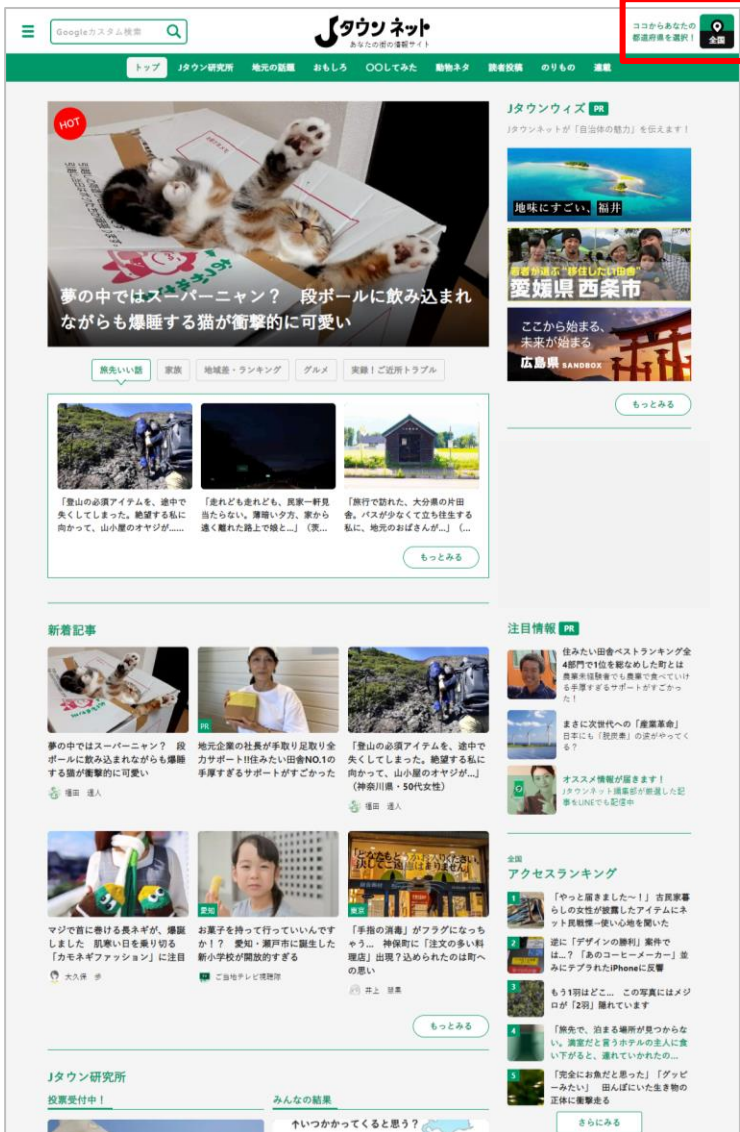 Googleカスタム検索
Jタウンネット
あなたの街の情報サイト
ココからあなたの
都道府県を選択！
全国
トップ
Jタウン研究所
地元の話題
おもしろ
〇〇してみた
動物ネタ
読者投稿
のりもの
連載
HOT
夢の中ではスーパーニャン？　段ボールに飲み込まれ
ながらも爆睡する猫が衝撃的に可愛い
旅先いい話
家族
地域差・ランキング
グルメ
実録！ご近所トラブル
「登山の必須アイテムを、途中で
失くしてしまった。絶望する私に
向かって、山小屋のオヤジが……
「走れども走れども、民家一軒見
当たらない。薄暗い夕方、家から
遠く離れた路上で娘と…」（茨…
「旅行で訪れた、大分県の片田
舎。バスが少なくて立ち往生する
私に、地元のおばさんが…」（…
もっとみる
Jタウンウィズ PR
Jタウンネットが「自治体の魅力」を伝えます！
地味にすごい、福井
若者が選ぶ"移住したい田舎"
愛媛県 西条市
ここから始まる、
未来が始まる
広島県 SANDBOX
もっとみる
新着記事
夢の中ではスーパーニャン？　段
ボールに飲み込まれながらも爆睡
する猫が衝撃的に可愛い
福田　週人
PR
地元企業の社長が手取り足取り全
力サポート!!住みたい田舎NO.1の
手厚すぎるサポートがすごかった
「登山の必須アイテムを、途中で
失くしてしまった。絶望する私に
向かって、山小屋のオヤジが…」
（神奈川県・50代女性）
福田　週人
マジで首に巻ける長ネギが、爆誕
しました　肌寒い日を乗り切る
「カモネギファッション」に注目
大久保　歩
愛知
お菓子を持って行っていいんです
か！？　愛知・瀬戸市に誕生した
新小学校が開放的すぎる
ご当地テレビ視聴隊
どなたもどうかお入りください。
決してご遠慮はありません
東京
「手指の消毒」がフラグになっち
ゃう…　神保町に「注文の多い料
理店」出現？込められたのは町へ
の思い
井上　慧果
もっとみる
注目情報 PR
住みたい田舎ベストランキング全
4部門で1位を総なめした町とは
農業未経験者でも農業で食べていけ
る手厚すぎるサポートがすごかっ
た！
まさに次世代への「産業革命」
日本にも「脱炭素」の波がやってく
る？
オススメ情報が届きます！
Jタウンネット編集部が厳選した記
事をLINEでも配信中
全国
アクセスランキング
1
「やっと届きました～！」 古民家暮
らしの女性が披露したアイテムにネ
ット民戦慄―使い心地を聞いた
2
逆に「デザインの勝利」案件で
は…？ 「あのコーヒーメーカー」並
みにテプラされたiPhoneに反響
3
もう1羽はどこ…　この写真にはメジ
ロが「2羽」隠れています
4
「旅先で、泊まる場所が見つからな
い。満室だと言うホテルの主人に食
い下がると、連れていかれたの…
5
「完全にお魚だと思った」「グッピ
ーみたい」　田んぼにいた生き物の
正体に衝撃走る
さらにみる
Jタウン研究所
投票受付中！
みんなの結果
↑いつかかってくると思う？